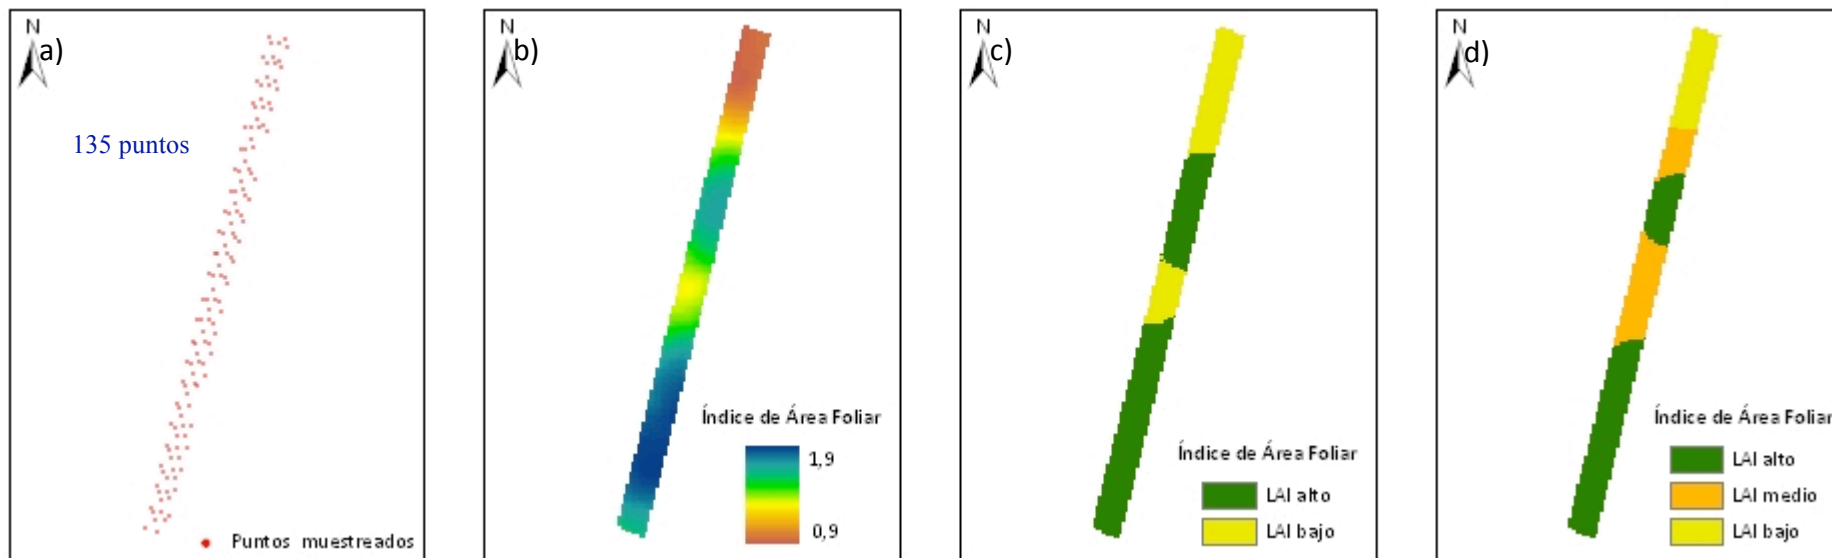 N
a)
135 puntos
Puntos muestreados
N
b)
Índice de Área Foliar
1,9
0,9
N
c)
Índice de Área Foliar
LAI alto
LAI bajo
N
d)
Índice de Área Foliar
LAI alto
LAI medio
LAI bajo